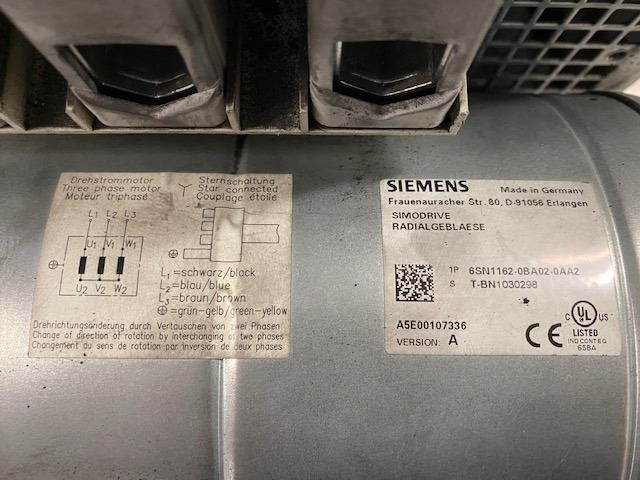 Drehstrommotor
Three phase motor
Moteur triphasé
Sternschaltung
Star connected
Couplage étoile
L1 L2 L3
U1 V1 W1
U2 V2 W2
L1=schwarz/black
L2=blau/blue
L3=braun/brown
=grün-gelb/green-yellow
Drehrichtungsänderung durch Vertauschen von zwei Phasen
Change of direction of rotation by interchanging of two phases
Changement du sens de rotation par inversion de deux phases
SIEMENS
Made in Germany
Frauenauracher Str. 80, D-91056 Erlangen
SIMODRIVE
RADIALGEBLAESE
1P 6SN1162-0BA02-0AA2
S T-BN1030298
A5E00107336
VERSION: A
CE
C UL US
LISTED
IND.CONT.EQ
65BA